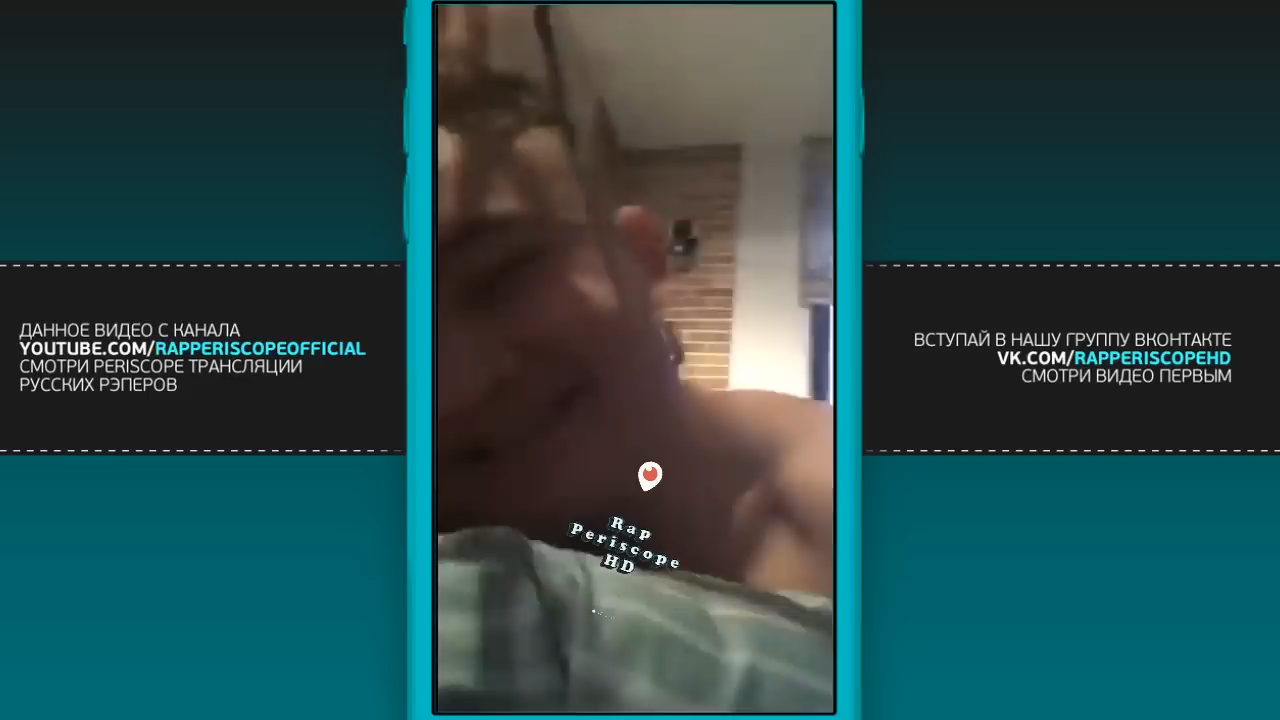 ДАННОЕ ВИДЕО С КАНАЛА
YOUTUBE.COM/RAPPERISCOPEOFFICIAL
СМОТРИ PERISCOPE ТРАНСЛЯЦИИ
РУССКИХ РЭПЕРОВ
Rap
Periscope
HD
ВСТУПАЙ В НАШУ ГРУППУ ВКОНТАКТЕ
VK.COM/RAPPERISCOPEHD
СМОТРИ ВИДЕО ПЕРВЫМ